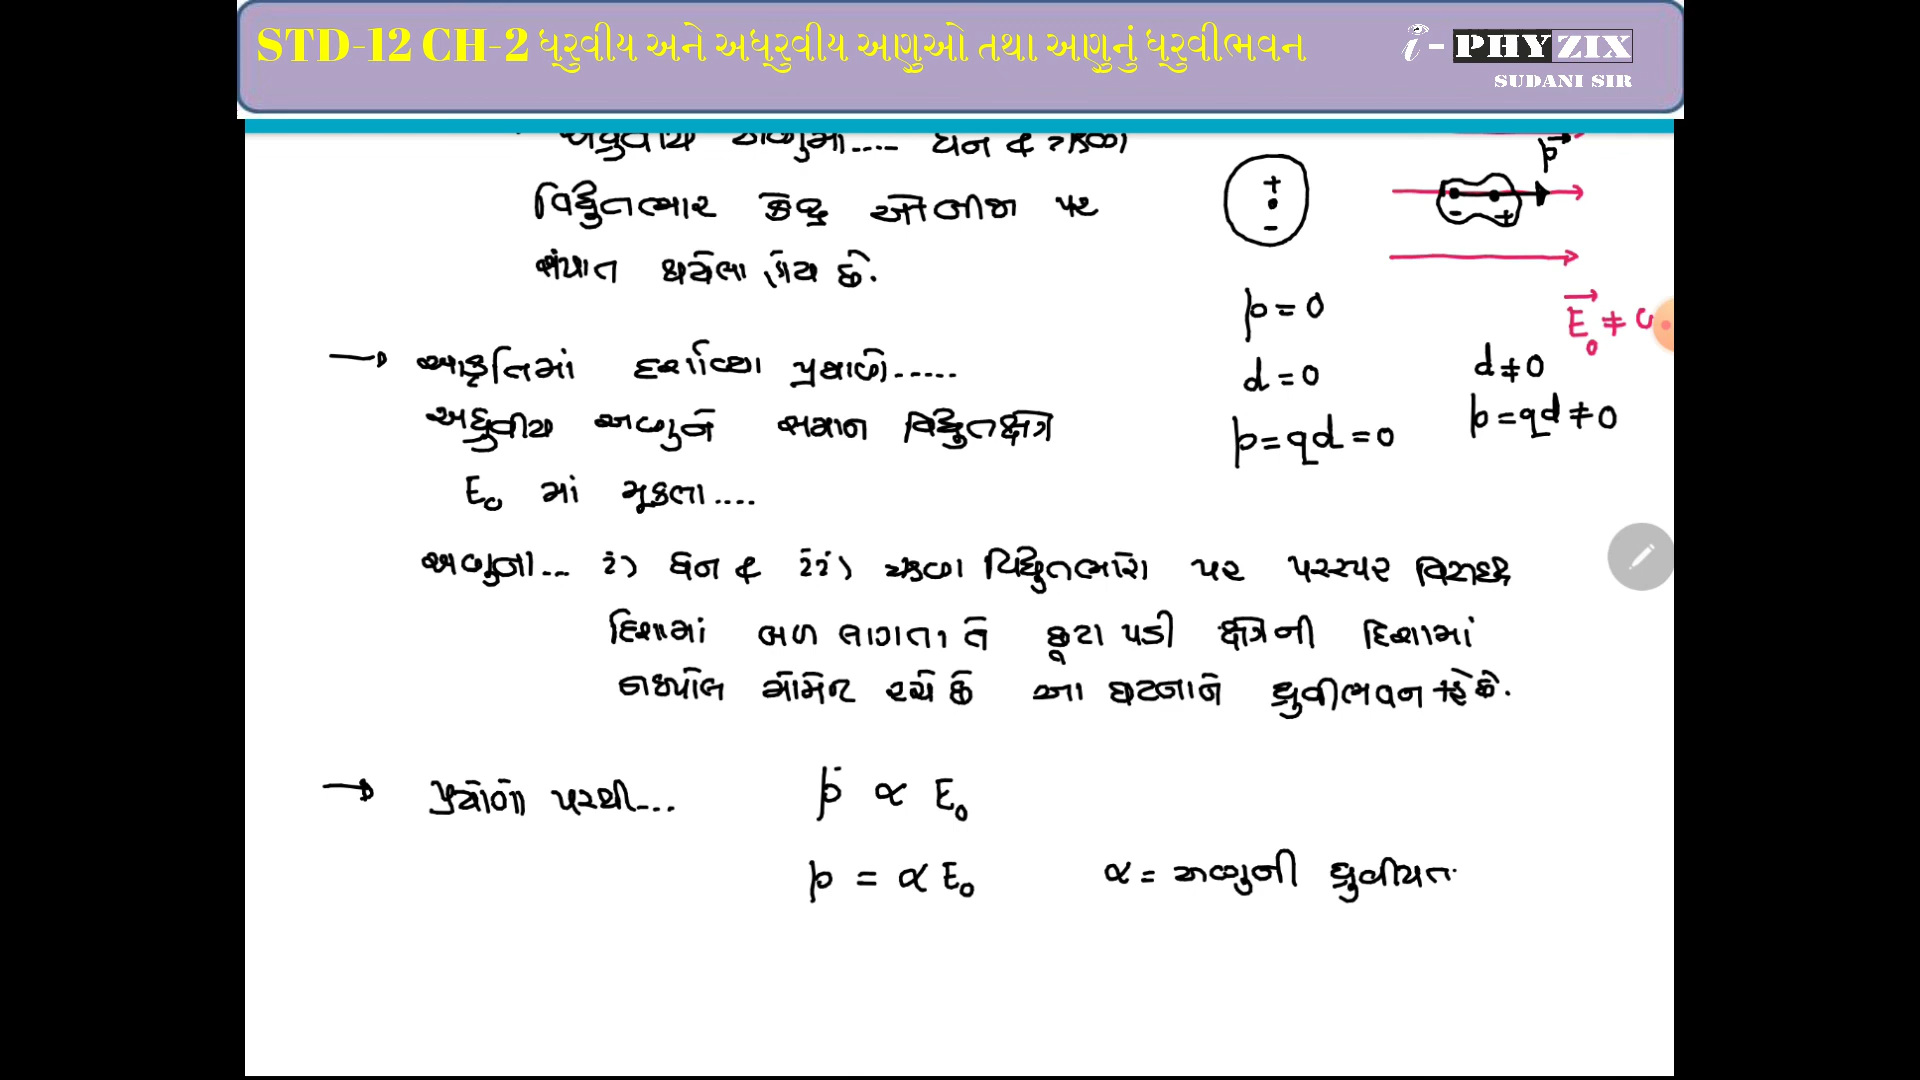 STD-12 CH-2 ધ્રુવીય અને અધ્રુવીય અણુઓ તથા અણુનું ધ્રુવીભવન
i-PHYZIX
SUDANI SIR
અધ્રુવીય અણુમાં.... ધન & ઋણ
વિદ્યુતભાર કેન્દ્ર એકબીજા પર
સંપાત થયેલા હોય છે.
+
-
p
- +
E₀ ≠ 0
p = 0
d = 0
p = qd = 0
d ≠ 0
p = qd ≠ 0
→ આકૃતિમાં દર્શાવ્યા પ્રમાણે.....
અધ્રુવીય અણુને સમાન વિદ્યુતક્ષેત્ર
E₀ માં મૂકતા....
અણુના... ધન & ઋણ વિદ્યુતભારો પર પરસ્પર વિરુદ્ધ
દિશામાં બળ લાગતા તે છૂટા પડી ક્ષેત્રની દિશામાં
ડાયપોલ મોમેન્ટ રચે છે આ ઘટનાને ધ્રુવીભવન કહે છે.
→ પ્રયોગો પરથી... p ∝ E₀
p = α E₀ α = અણુની ધ્રુવીયત